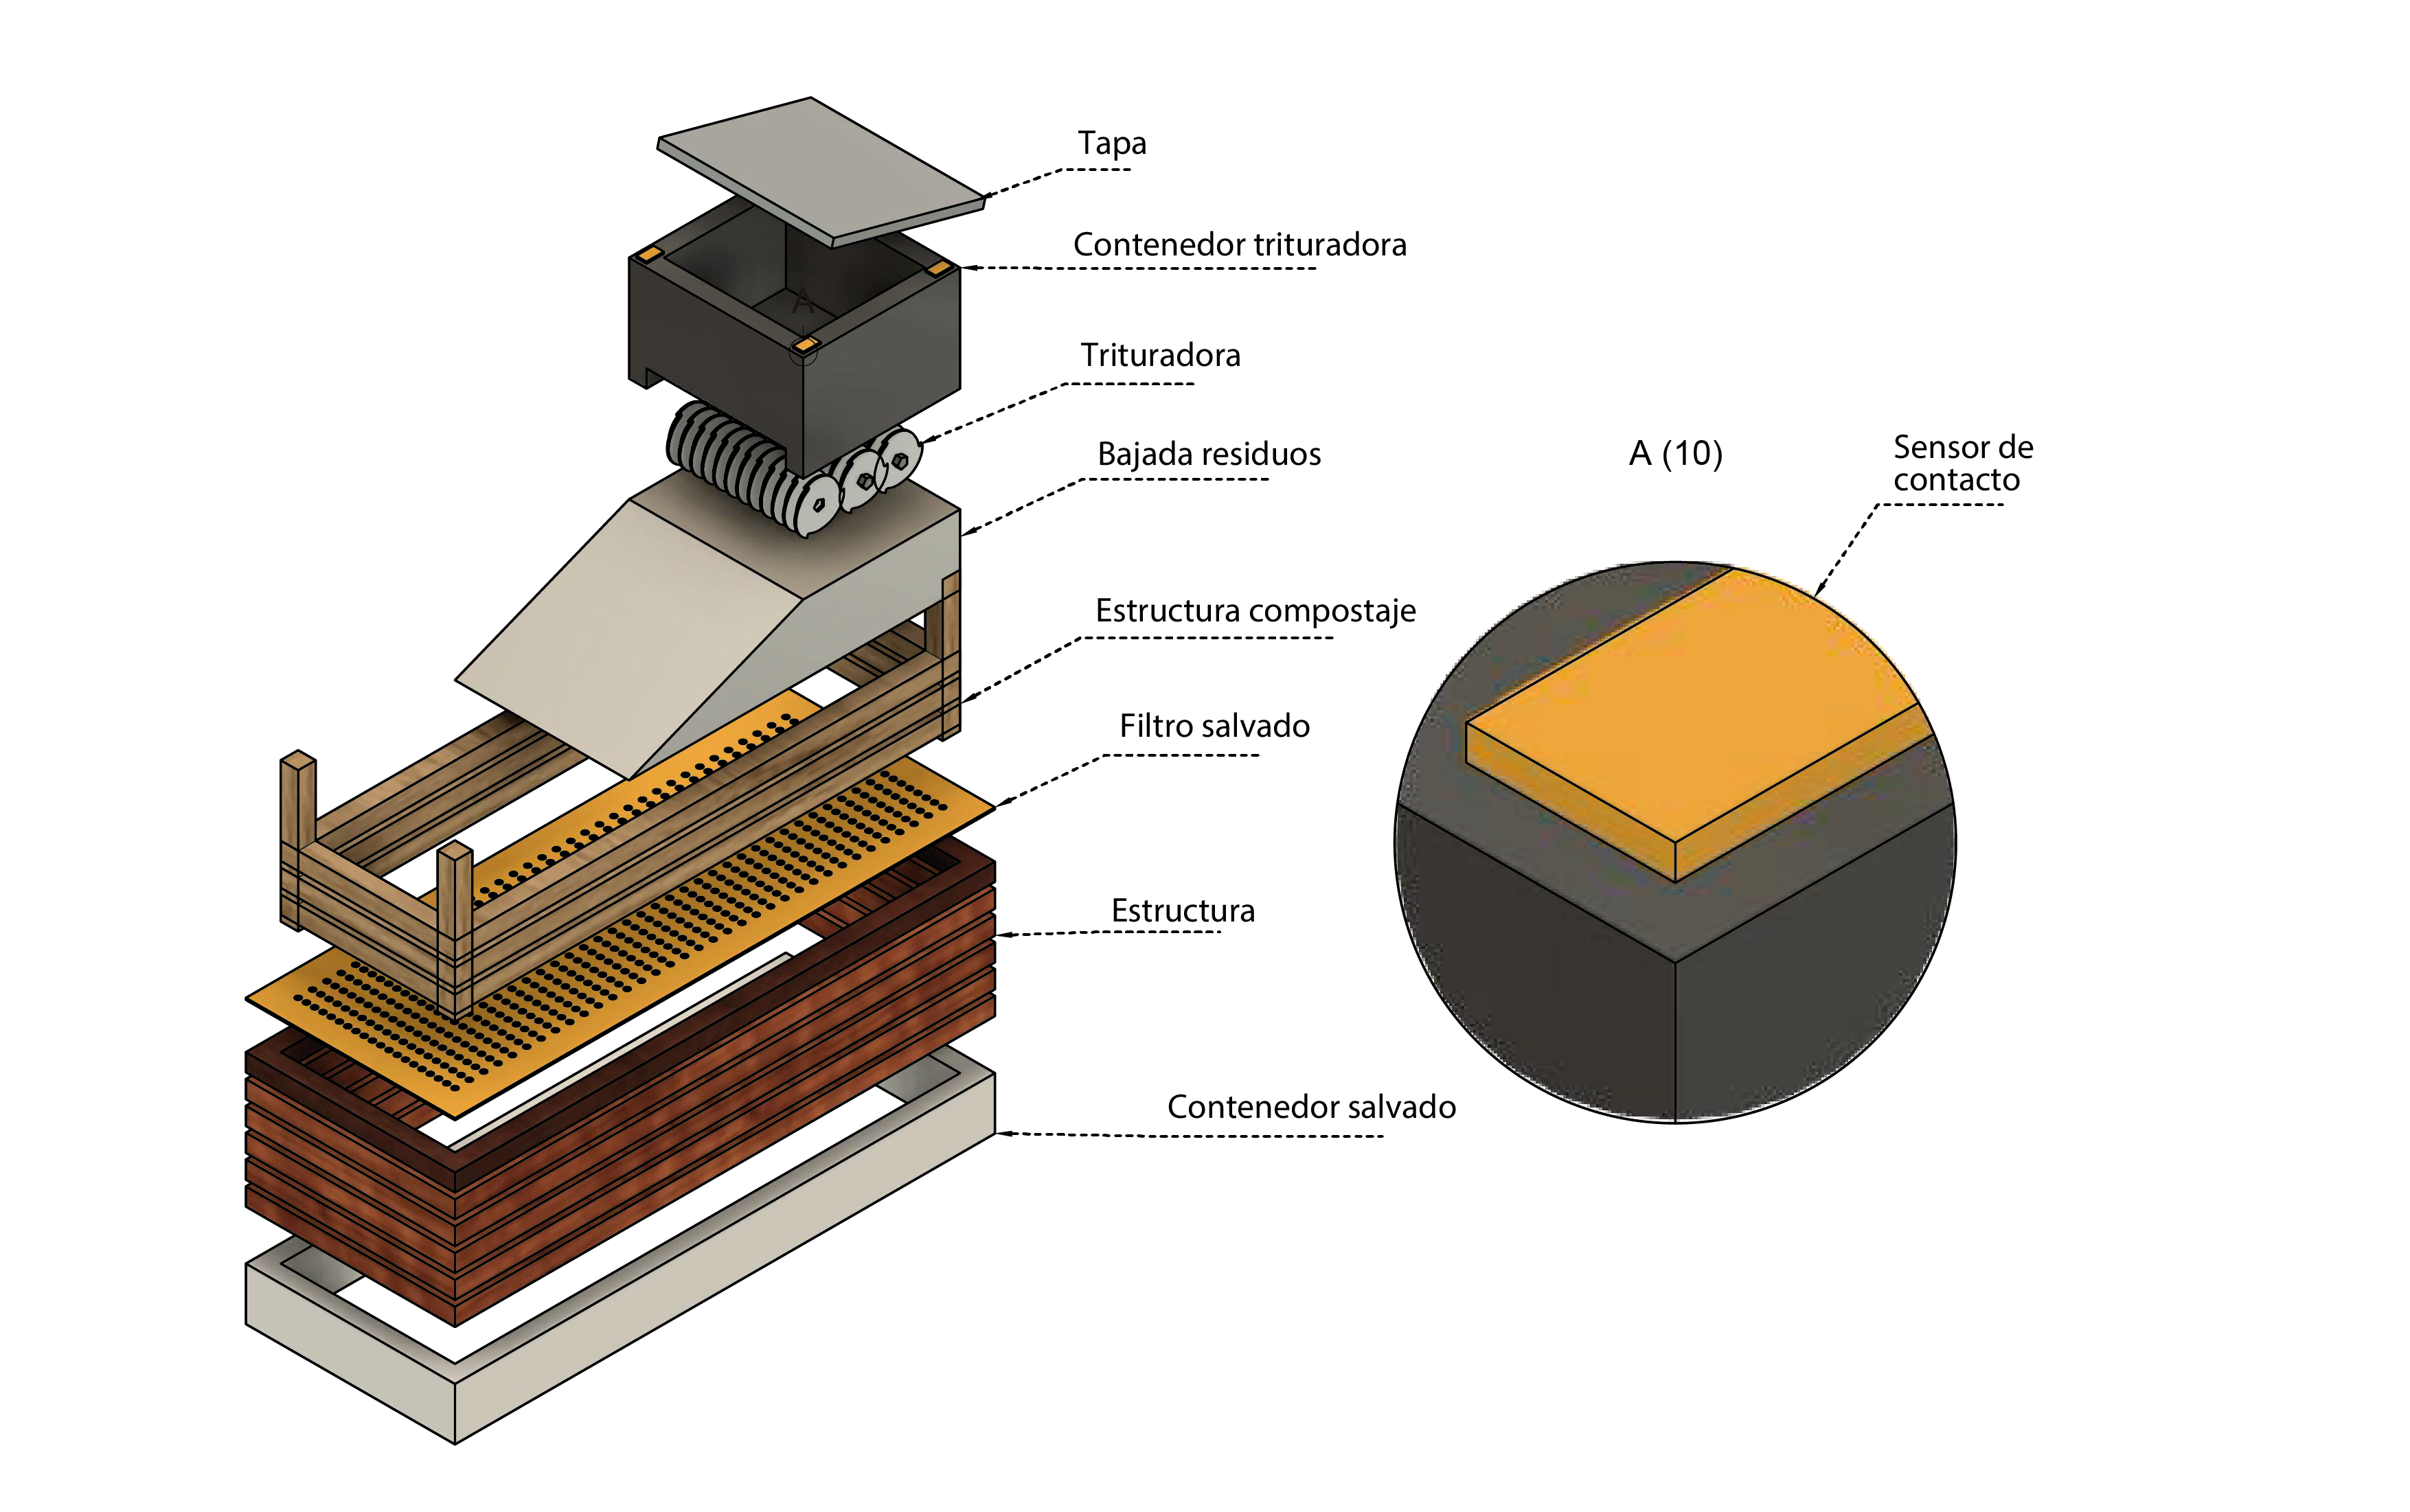 Tapa
Contenedor trituradora
A
Trituradora
Bajada residuos
Estructura compostaje
Filtro salvado
Estructura
Contenedor salvado
A (10)
Sensor de
contacto